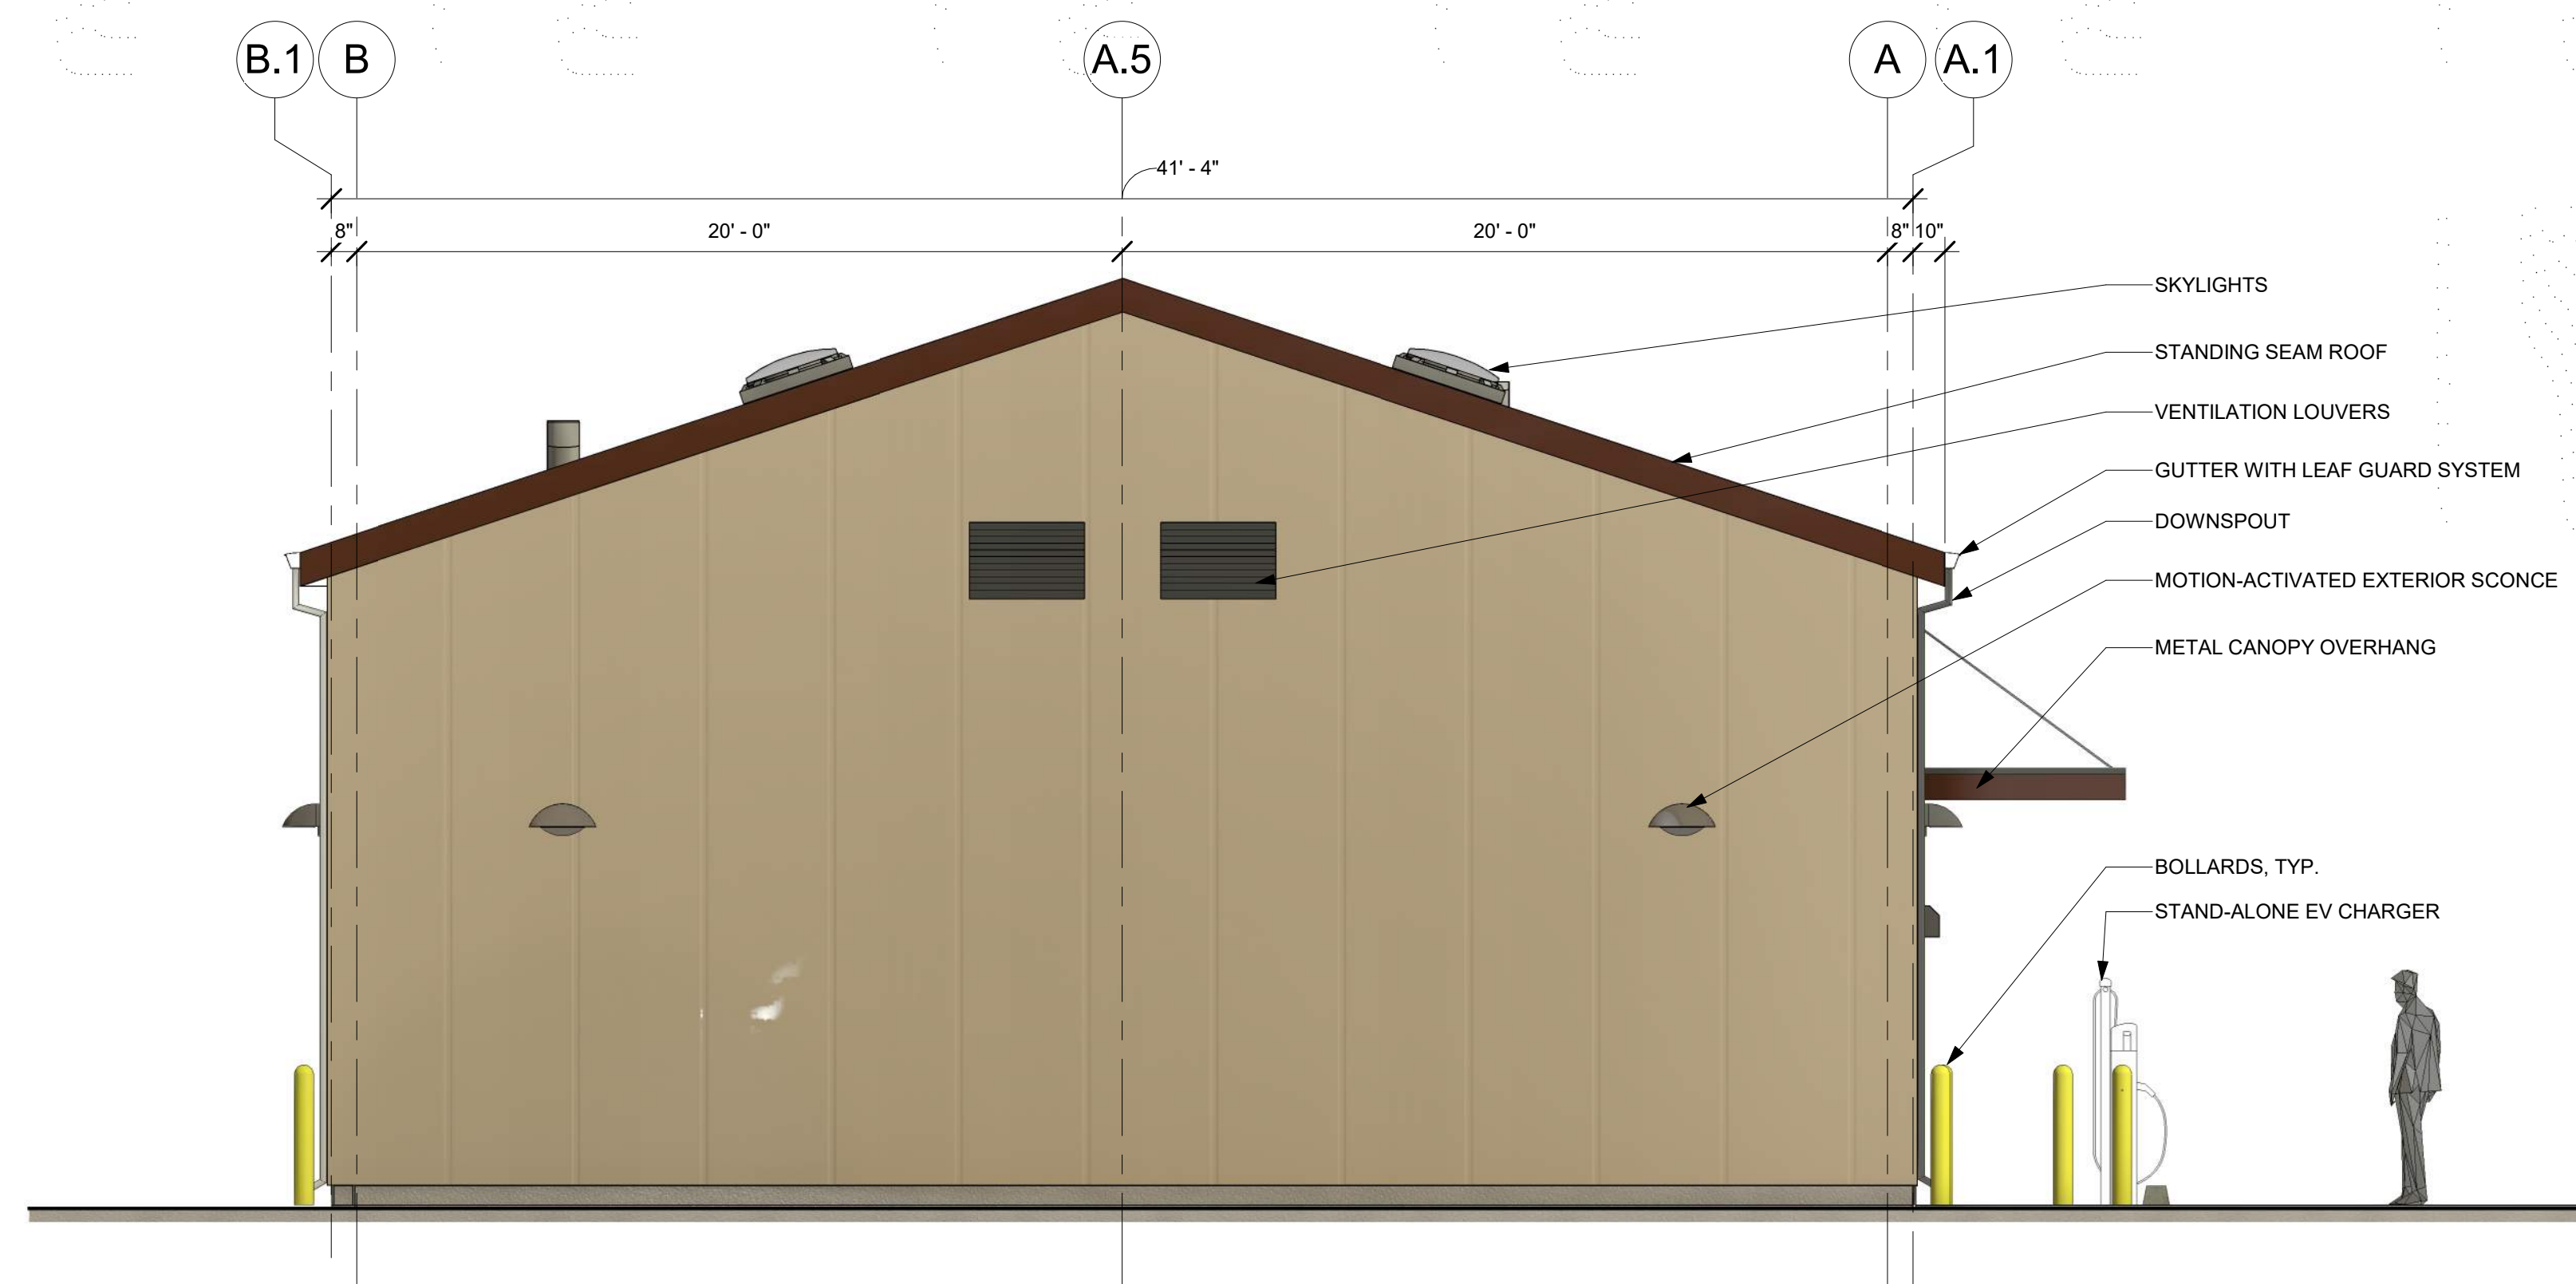 B.1 B A.5 A A.1
41' - 4"
8" 20' - 0" 20' - 0" 8" 10"
SKYLIGHTS
STANDING SEAM ROOF
VENTILATION LOUVERS
GUTTER WITH LEAF GUARD SYSTEM
DOWNSPOUT
MOTION-ACTIVATED EXTERIOR SCONCE
METAL CANOPY OVERHANG
BOLLARDS, TYP.
STAND-ALONE EV CHARGER